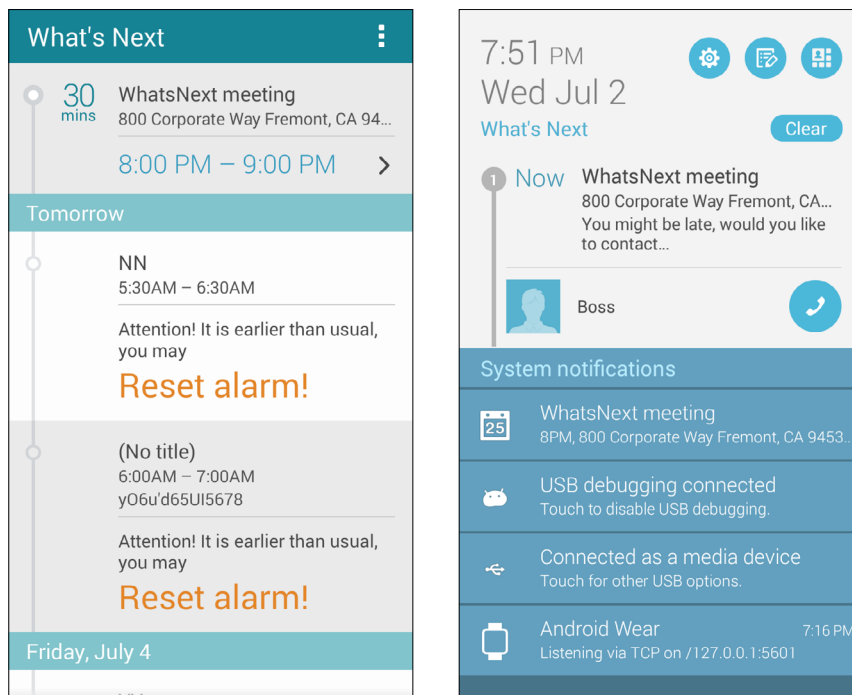 What's Next
30 mins
WhatsNext meeting
800 Corporate Way Fremont, CA 94...
8:00 PM – 9:00 PM
Tomorrow
NN
5:30AM – 6:30AM
Attention! It is earlier than usual,
you may
Reset alarm!
(No title)
6:00AM – 7:00AM
yO6u'd65UI5678
Attention! It is earlier than usual,
you may
Reset alarm!
Friday, July 4
7:51 PM
Wed Jul 2
What's Next
Clear
1
Now
WhatsNext meeting
800 Corporate Way Fremont, CA...
You might be late, would you like
to contact...
Boss
System notifications
25
WhatsNext meeting
8PM, 800 Corporate Way Fremont, CA 9453...
USB debugging connected
Touch to disable USB debugging.
Connected as a media device
Touch for other USB options.
Android Wear
7:16 PM
Listening via TCP on /127.0.0.1:5601